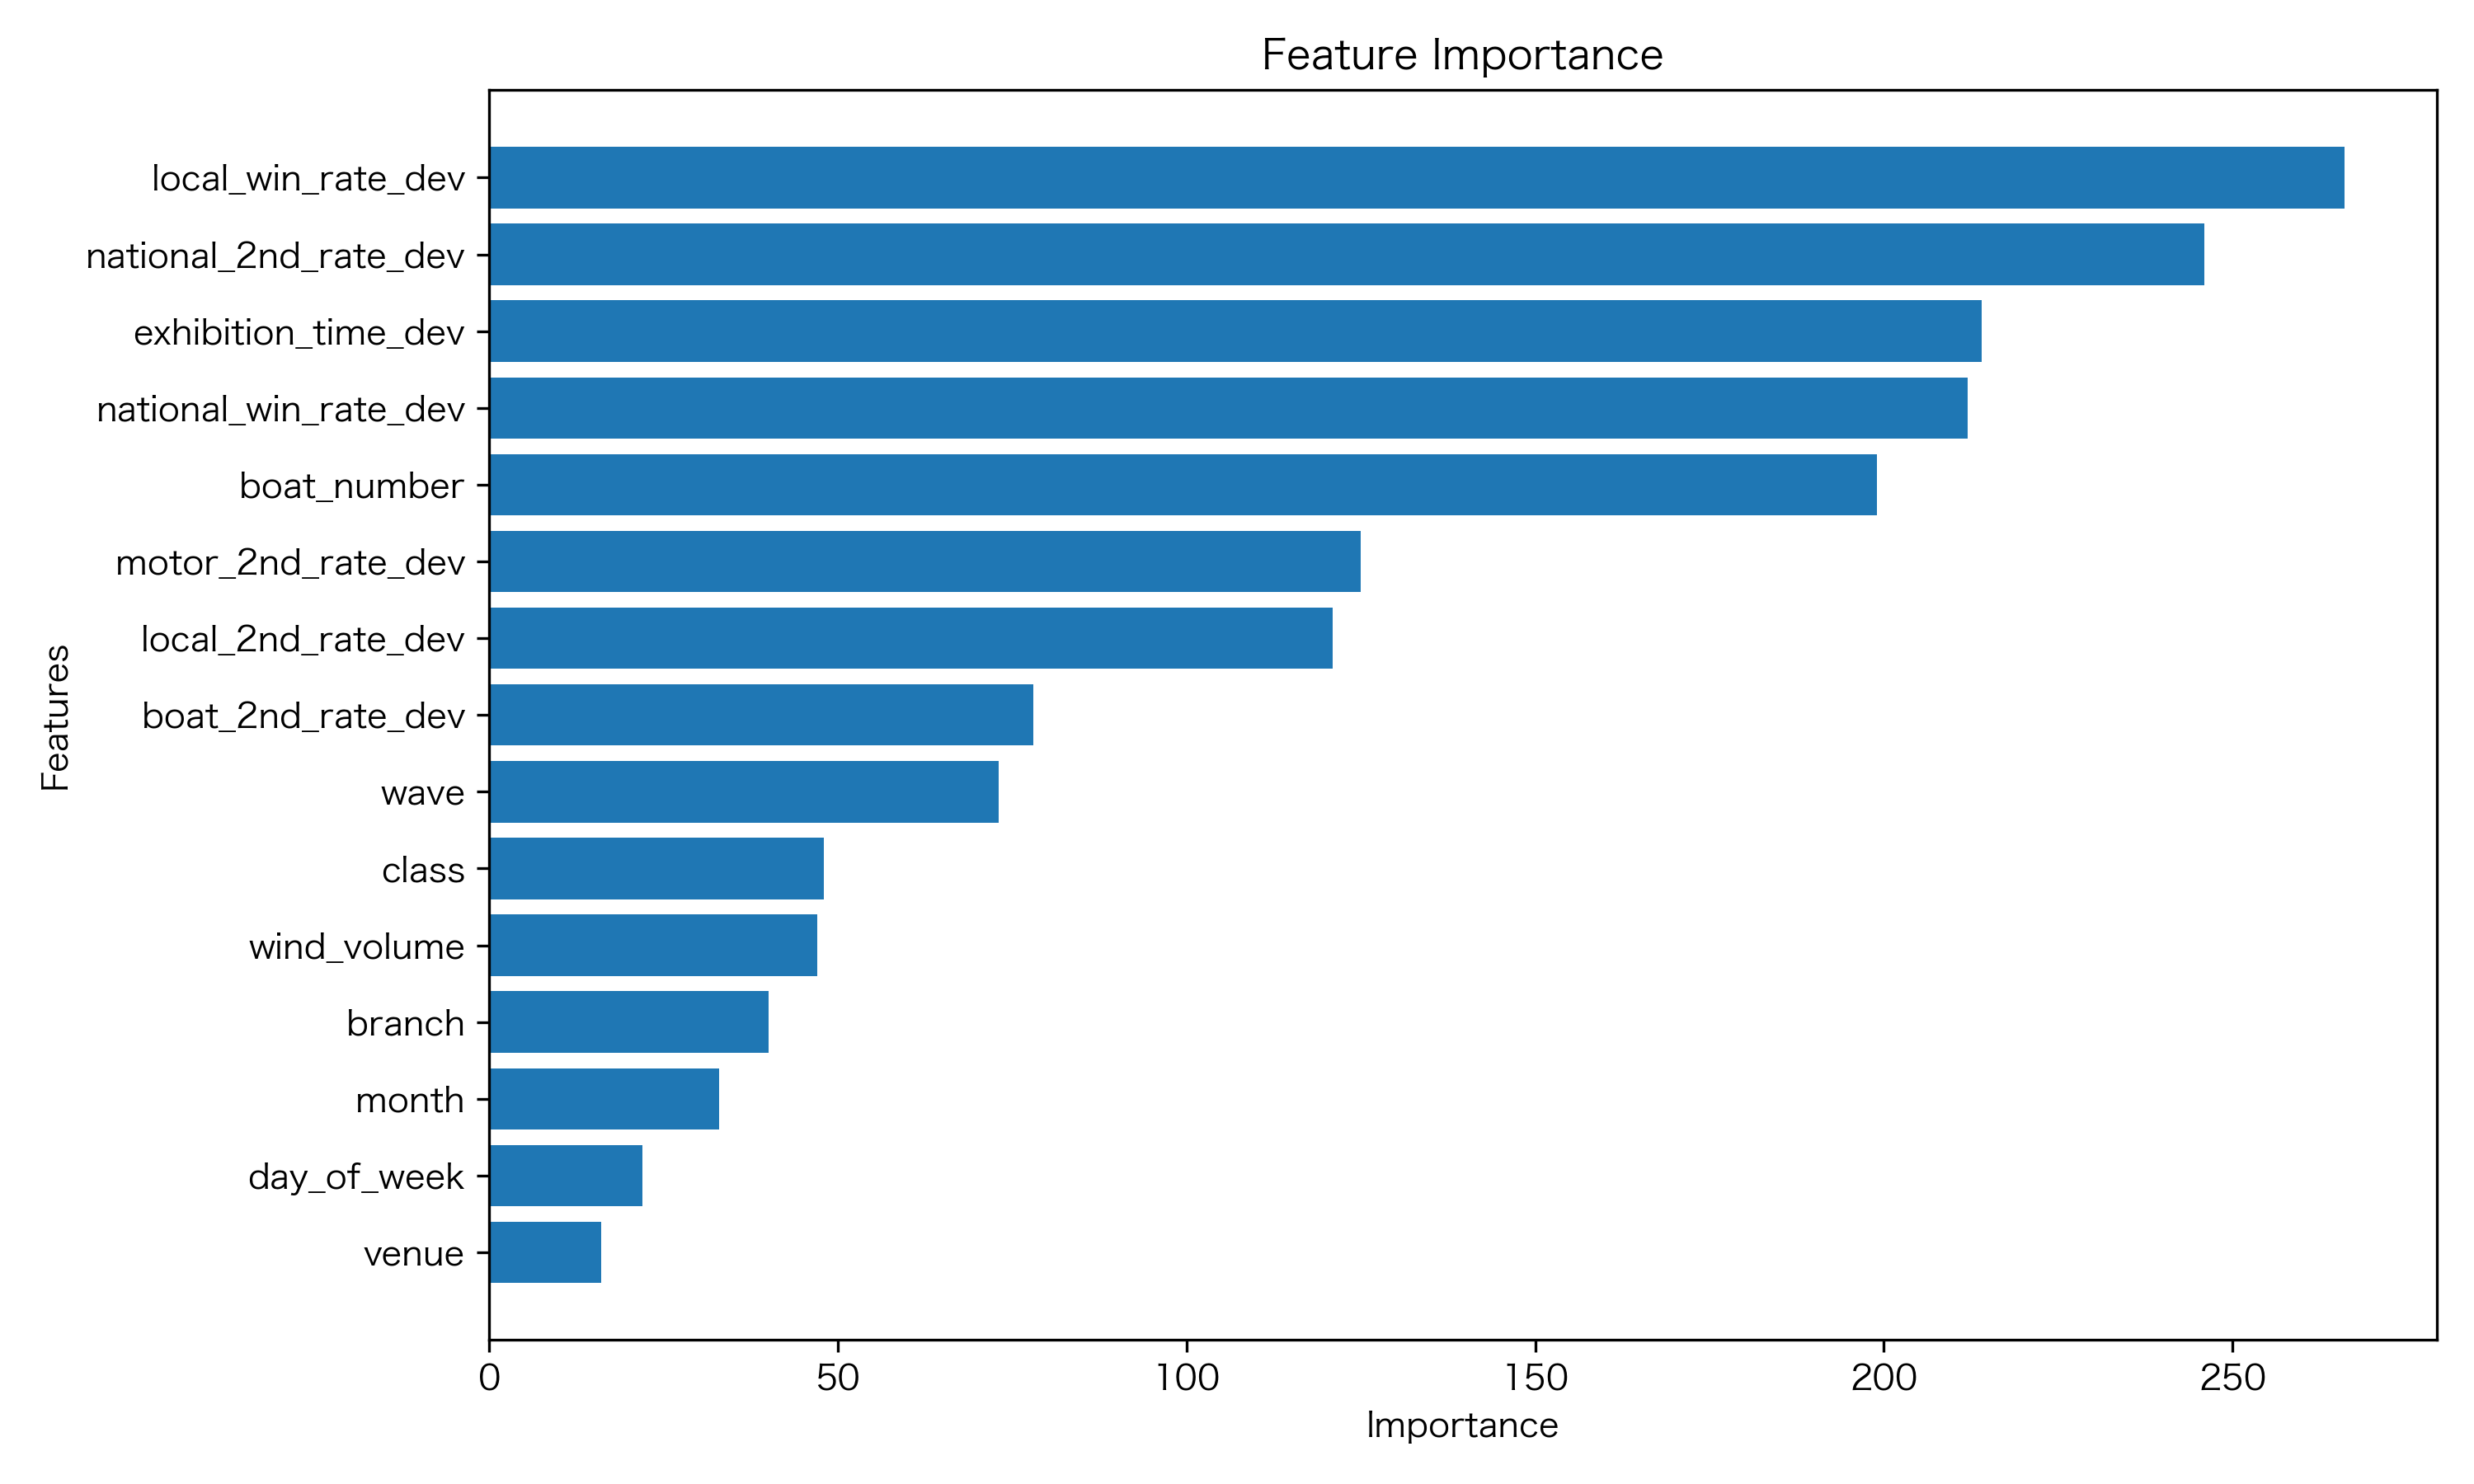 Feature Importance
local_win_rate_dev
national_2nd_rate_dev
exhibition_time_dev
national_win_rate_dev
boat_number
motor_2nd_rate_dev
local_2nd_rate_dev
boat_2nd_rate_dev
wave
class
wind_volume
branch
month
day_of_week
venue
Features
0 50 100 150 200 250
Importance